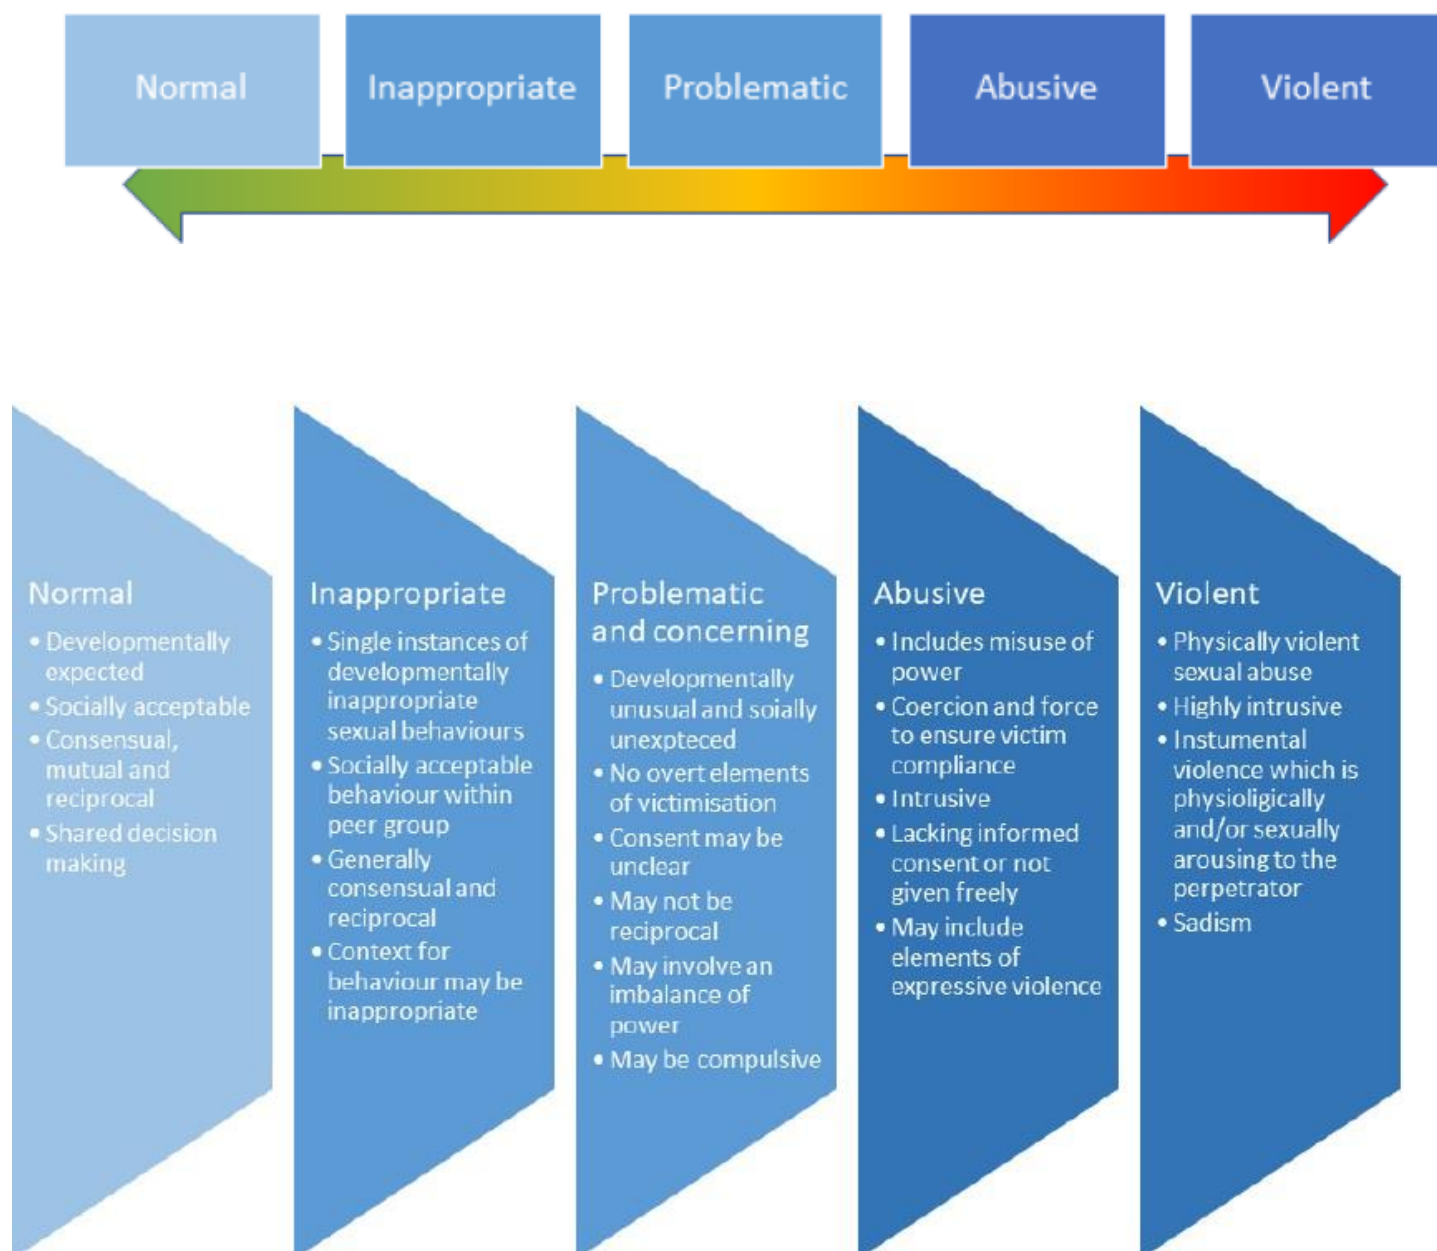 Normal
Inappropriate
Problematic
Abusive
Violent
Normal
• Developmentally
expected
• Socially acceptable
• Consensual,
mutual and
reciprocal
• Shared decision
making
Inappropriate
• Single instances of
developmentally
inappropriate
sexual behaviours
• Socially acceptable
behaviour within
peer group
• Generally
consensual and
reciprocal
• Context for
behaviour may be
inappropriate
Problematic
and concerning
• Developmentally
unusual and soially
unexpteced
• No overt elements
of victimisation
• Consent may be
unclear
• May not be
reciprocal
• May involve an
imbalance of
power
• May be compulsive
Abusive
• Includes misuse of
power
• Coercion and force
to ensure victim
compliance
• Intrusive
• Lacking informed
consent or not
given freely
• May include
elements of
expressive violence
Violent
• Physically violent
sexual abuse
• Highly intrusive
• Instumental
violence which is
physioligically
and/or sexually
arousing to the
perpetrator
• Sadism